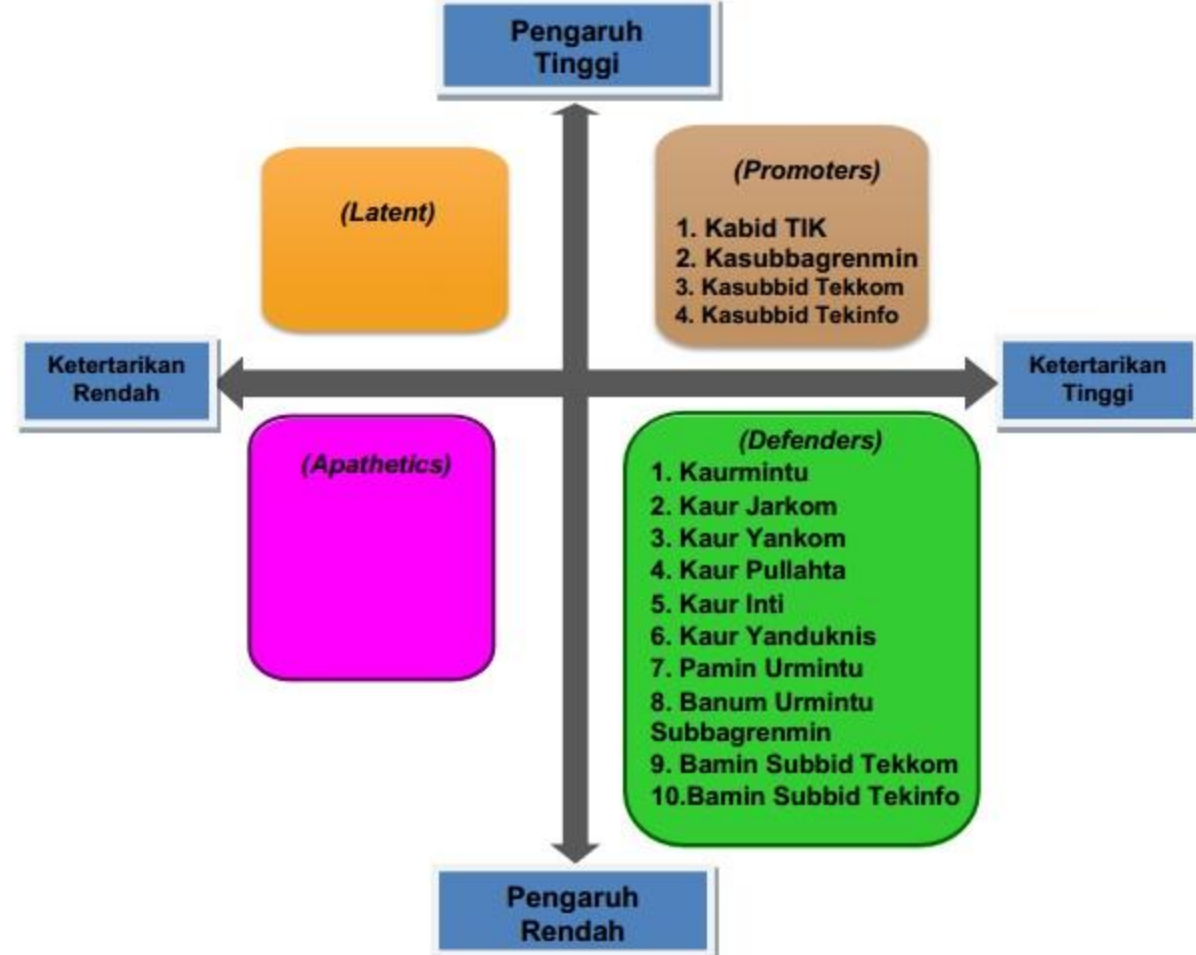 Pengaruh
Tinggi
(Latent)
(Promoters)
1. Kabid TIK
2. Kasubbagrenmin
3. Kasubbid Tekkom
4. Kasubbid Tekinfo
Ketertarikan
Rendah
Ketertarikan
Tinggi
(Apathetics)
(Defenders)
1. Kaurmintu
2. Kaur Jarkom
3. Kaur Yankom
4. Kaur Pullahta
5. Kaur Inti
6. Kaur Yanduknis
7. Pamin Urmintu
8. Banum Urmintu
Subbagrenmin
9. Bamin Subbid Tekkom
10.Bamin Subbid Tekinfo
Pengaruh
Rendah